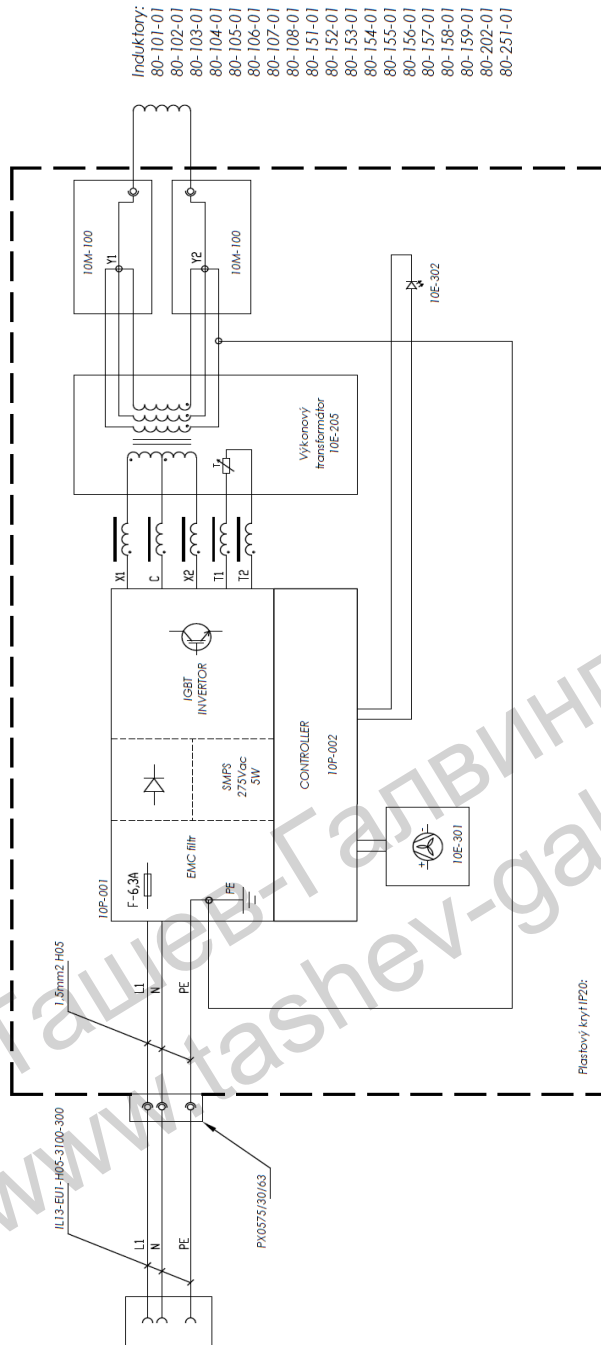 Induktory:
80-101-01
80-102-01
80-103-01
80-104-01
80-105-01
80-106-01
80-107-01
80-108-01
80-151-01
80-152-01
80-153-01
80-154-01
80-155-01
80-156-01
80-157-01
80-158-01
80-159-01
80-202-01
80-251-01
10M-100
Y1
Y2
10M-100
10E-302
Výkonový
transformátor
10E-205
T
X1
C
X2
T1
T2
IGBT
INVERTOR
SMPS
275Vac
5W
CONTROLLER
10P-002
10P-001
F-6,3A
EMC filtr
PE
+
-
10E-301
1,5mm2 H05
L1
N
PE
Plastový kryt IP20:
IL13-EU1-H05-3100-300
L1
N
PE
PX0575/30/63
Ташев-Галвинг
www.tashev-gal